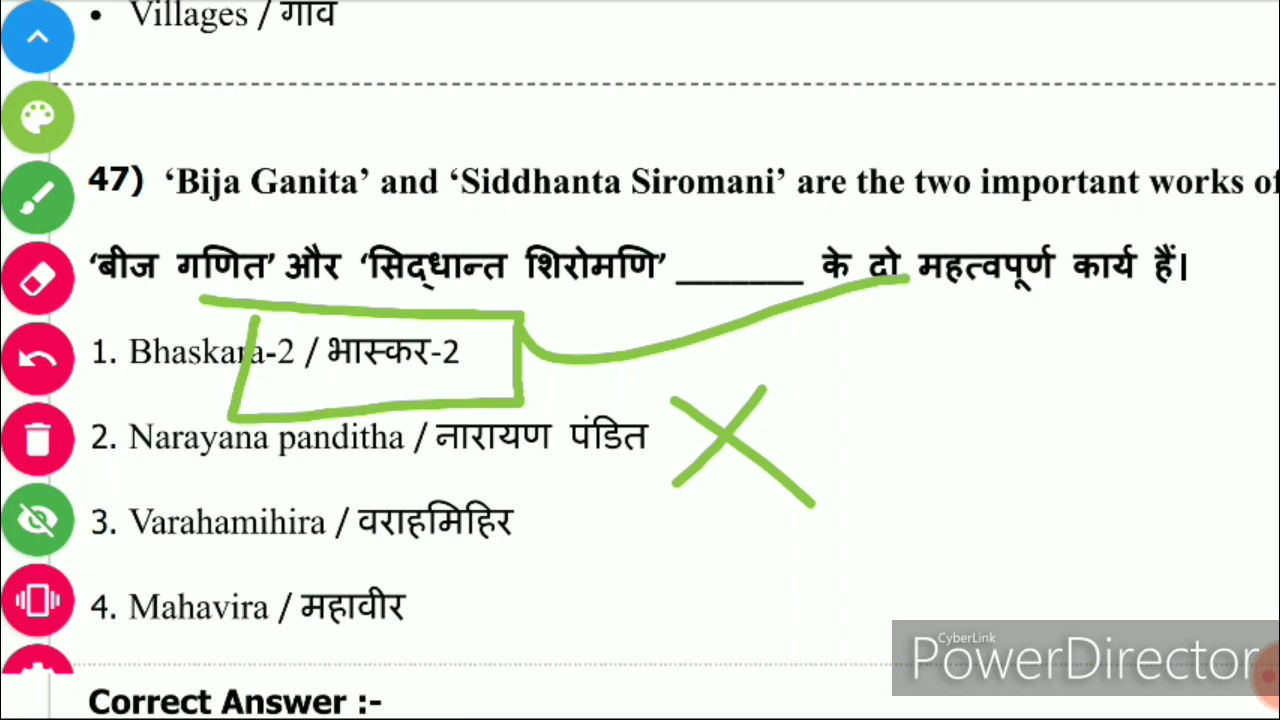 • Villages / गांव
47) ‘Bija Ganita’ and ‘Siddhanta Siromani’ are the two important works of
‘बीज गणित’ और ‘सिद्धान्त शिरोमणि’ _______ के दो महत्वपूर्ण कार्य हैं।
1. Bhaskara-2 / भास्कर-2
2. Narayana panditha / नारायण पंडित
3. Varahamihira / वराहमिहिर
4. Mahavira / महावीर
Correct Answer :-
CyberLink
PowerDirector